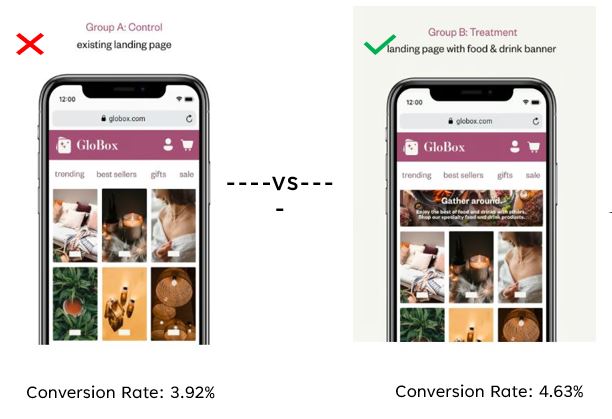 Group A: Control
existing landing page
12:00
globox.com
GloBox
trending best sellers gifts sale
Conversion Rate: 3.92%
----VS---
-
Group B: Treatment
landing page with food & drink banner
12:00
globox.com
GloBox
trending best sellers gifts sale
Gather around.
Enjoy the best of food and drinks with others.
Shop our specialty food and drink products.
Conversion Rate: 4.63%